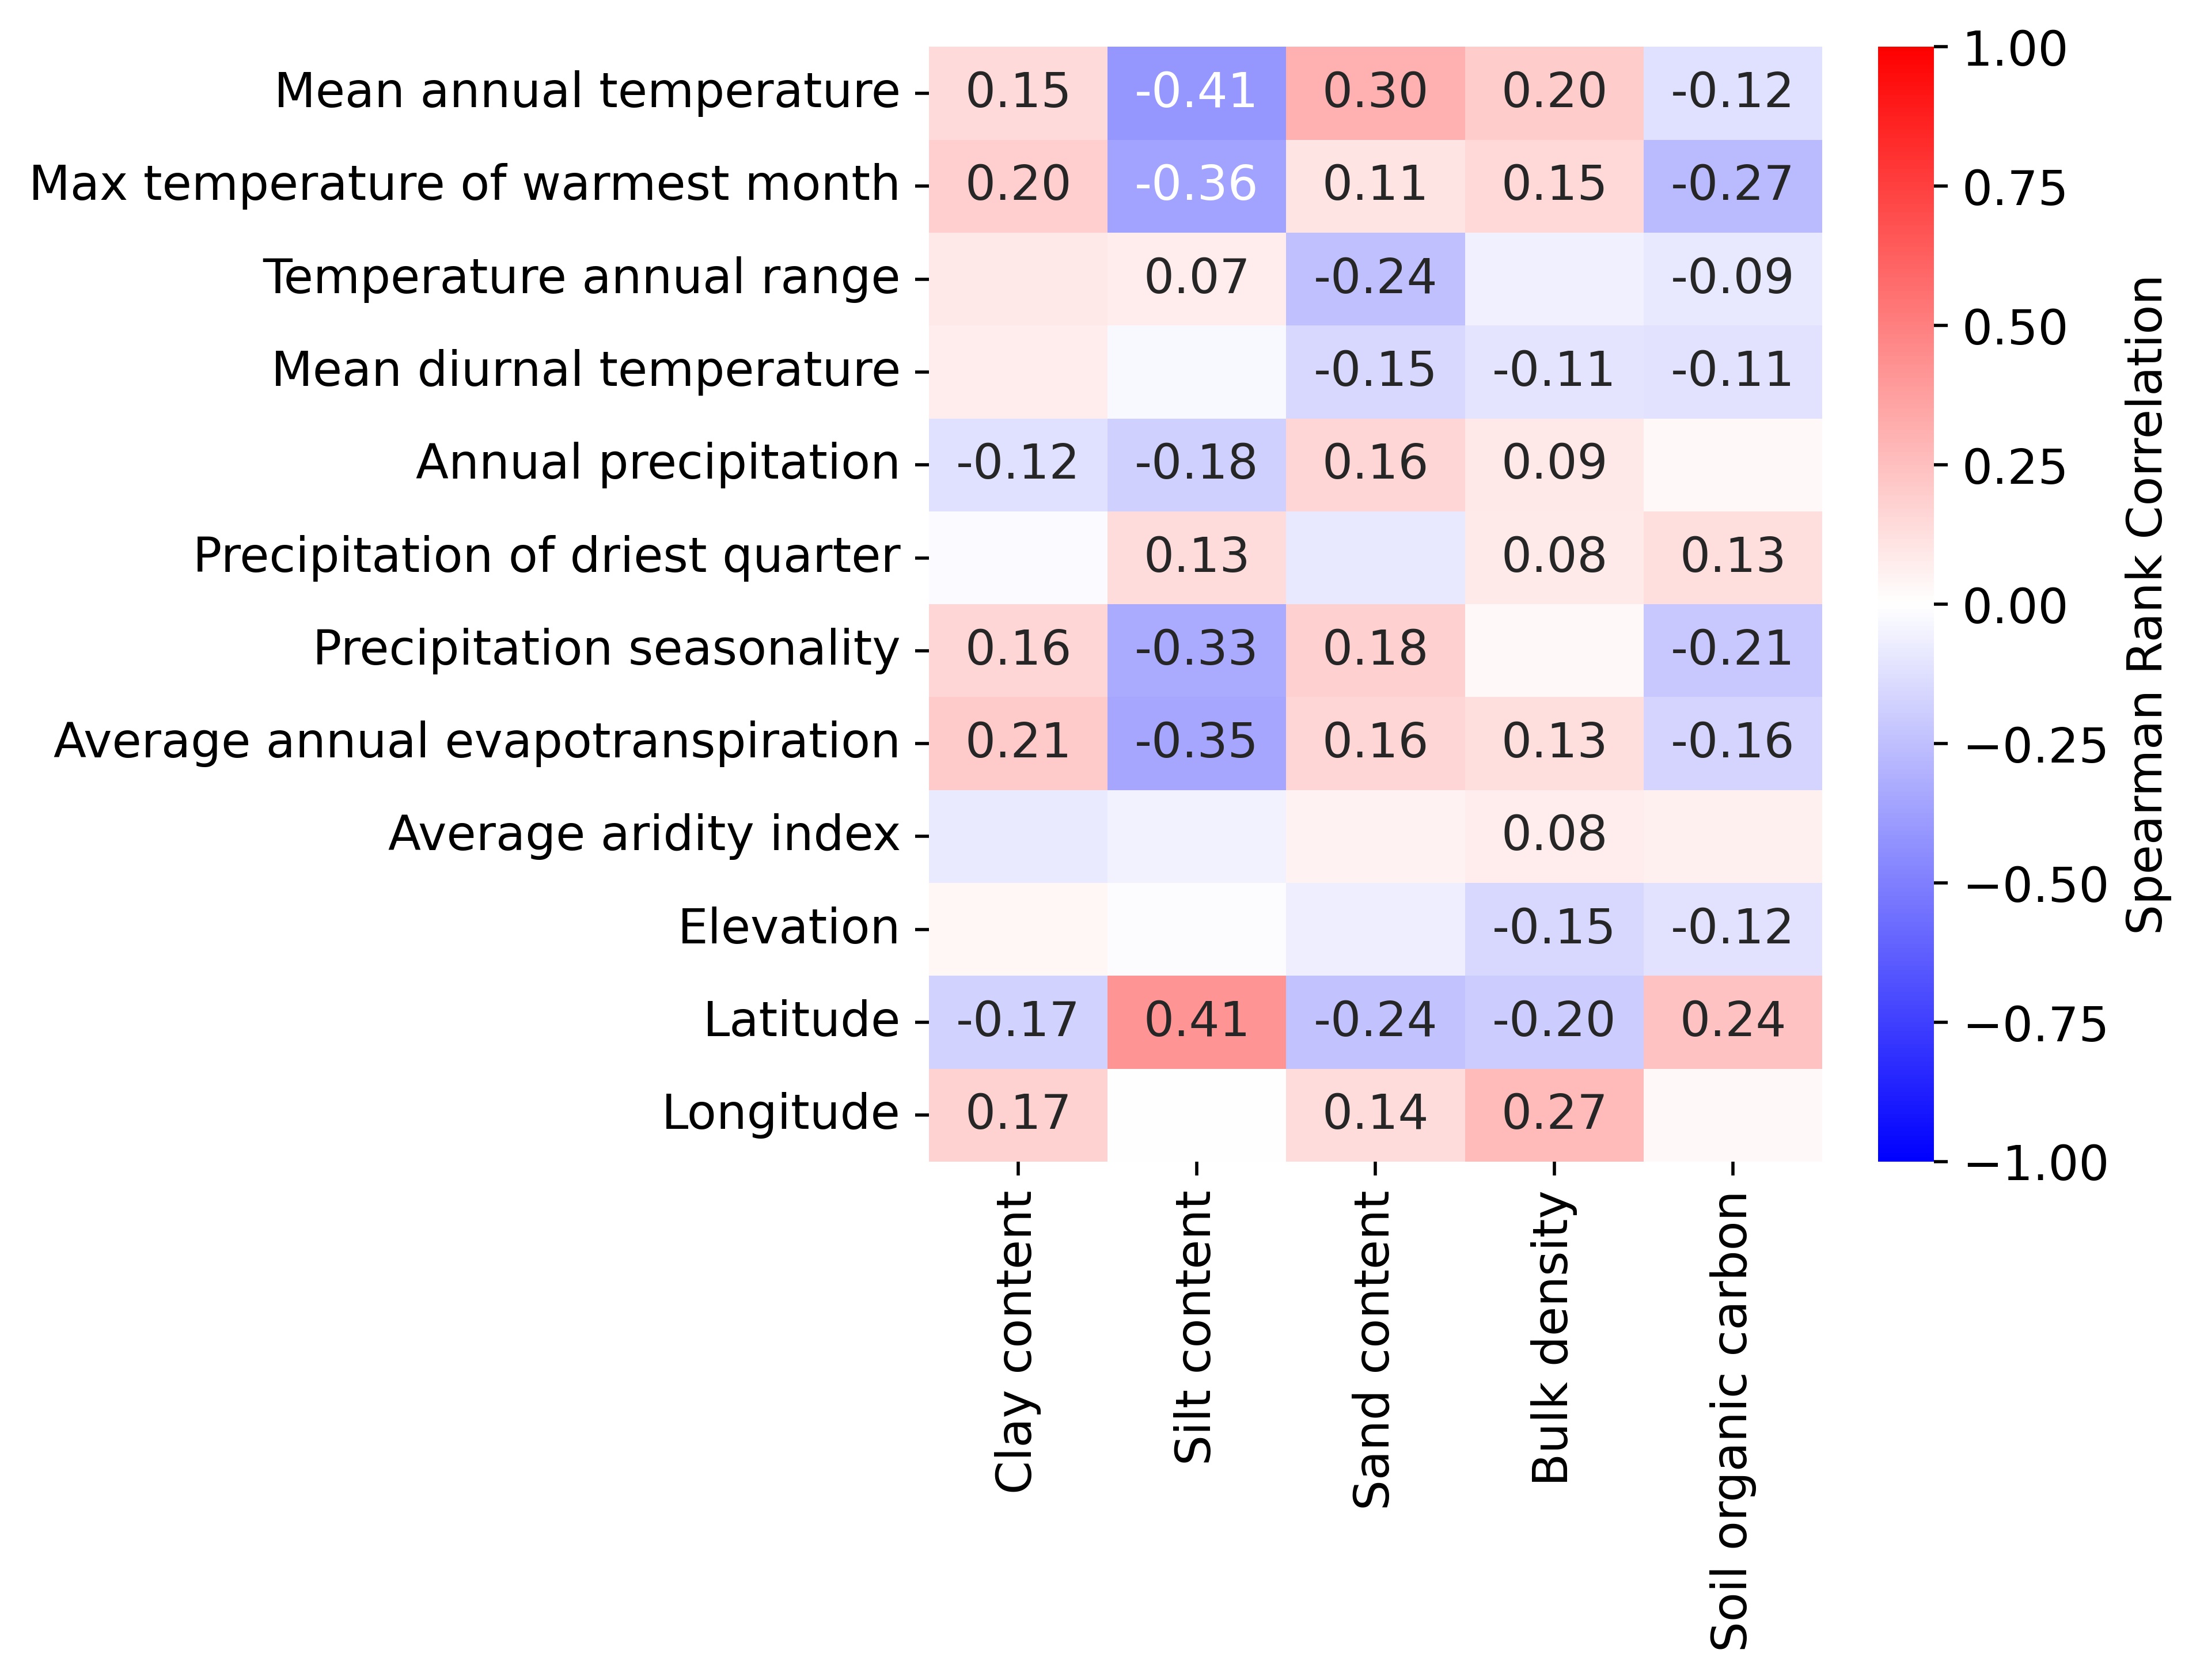 Mean annual temperature 0.15 -0.41 0.30 0.20 -0.12
Max temperature of warmest month 0.20 -0.36 0.11 0.15 -0.27
Temperature annual range 0.07 -0.24 -0.09
Mean diurnal temperature -0.15 -0.11 -0.11
Annual precipitation -0.12 -0.18 0.16 0.09
Precipitation of driest quarter 0.13 0.08 0.13
Precipitation seasonality 0.16 -0.33 0.18 -0.21
Average annual evapotranspiration 0.21 -0.35 0.16 0.13 -0.16
Average aridity index 0.08
Elevation -0.15 -0.12
Latitude -0.17 0.41 -0.24 -0.20 0.24
Longitude 0.17 0.14 0.27
Clay content
Silt content
Sand content
Bulk density
Soil organic carbon
1.00
0.75
0.50
0.25
0.00
−0.25
−0.50
−0.75
−1.00
Spearman Rank Correlation